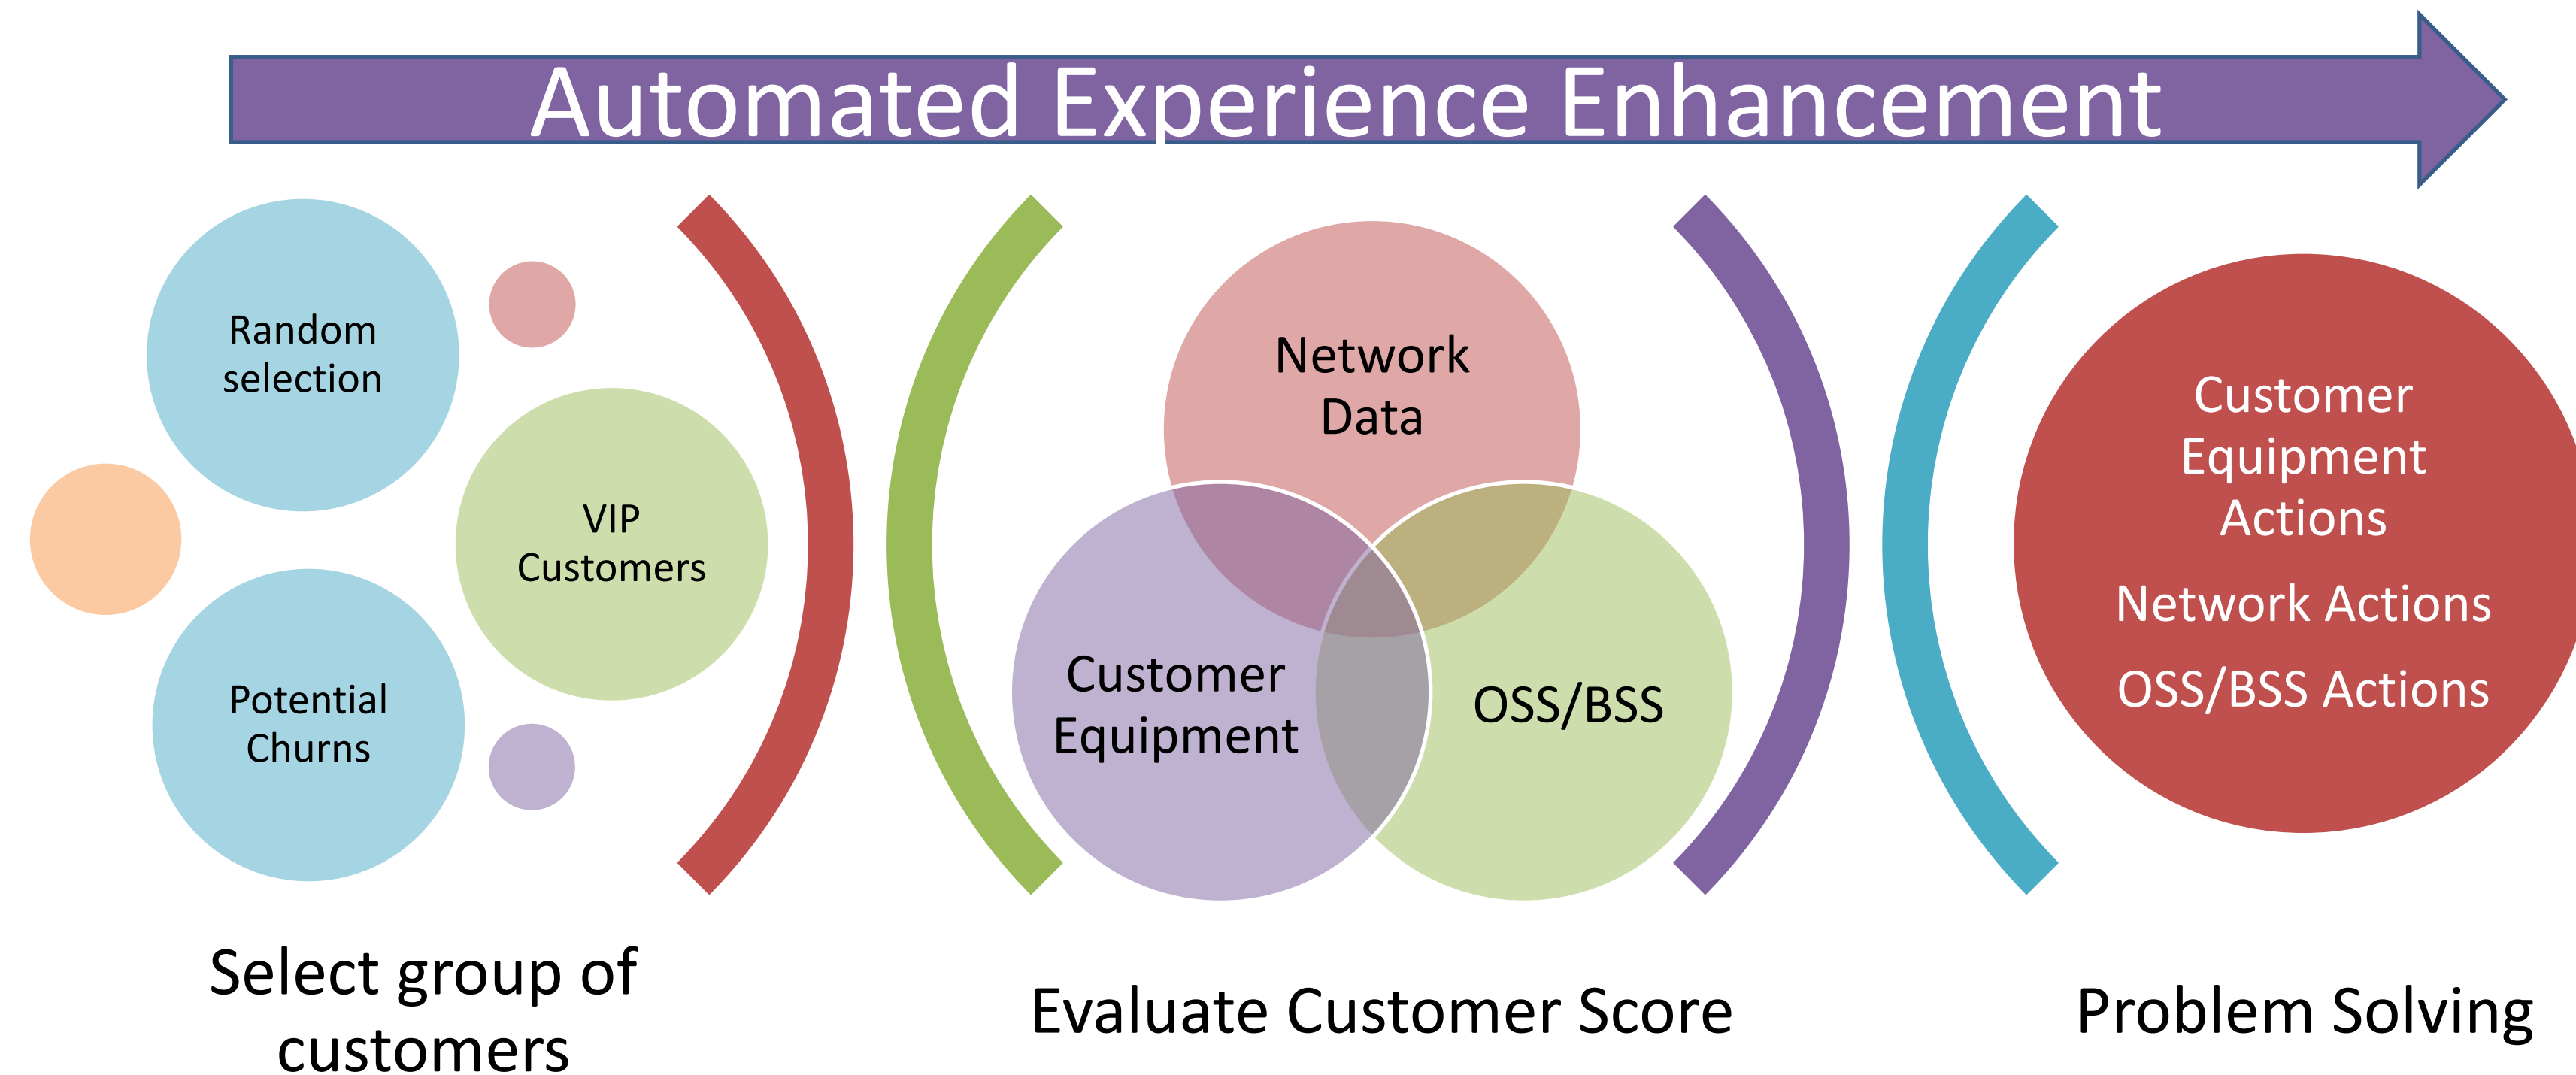 Automated Experience Enhancement
Random
selection
VIP
Customers
Potential
Churns
Select group of
customers
Network
Data
Customer
Equipment
OSS/BSS
Evaluate Customer Score
Customer
Equipment
Actions
Network Actions
OSS/BSS Actions
Problem Solving